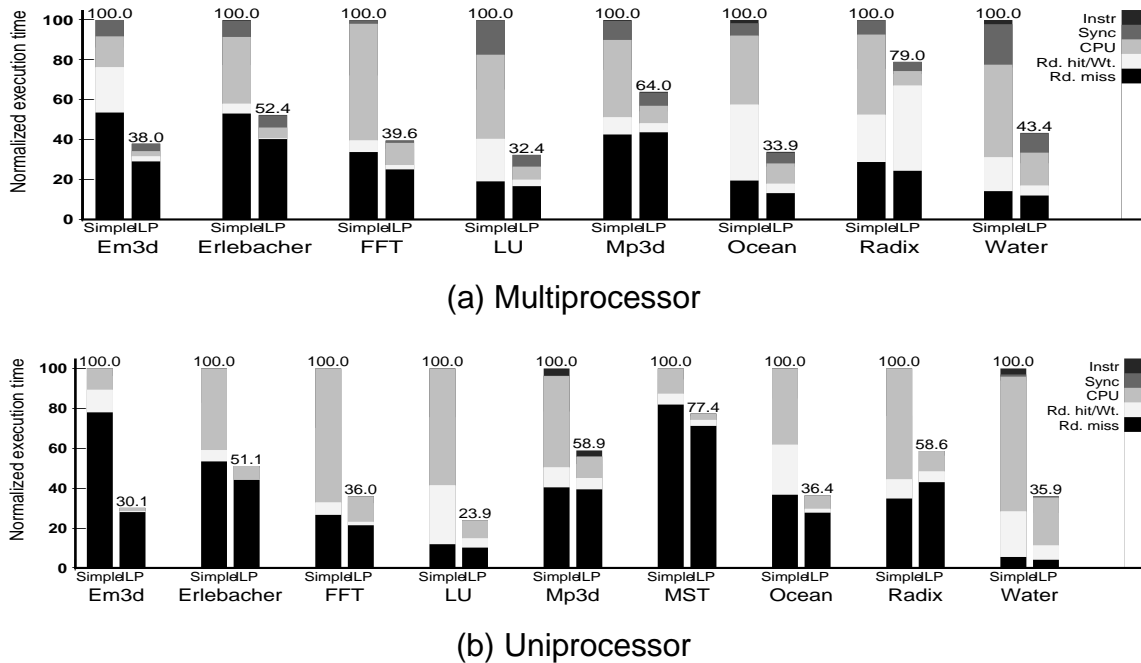 Normalized execution time
100
80
60
40
20
0
100.0 38.0 100.0 52.4 100.0 39.6 100.0 32.4 100.0 64.0 100.0 33.9 100.0 79.0 100.0 43.4
Instr
Sync
CPU
Rd. hit/Wt.
Rd. miss
Simple ILP Simple ILP Simple ILP Simple ILP Simple ILP Simple ILP Simple ILP Simple ILP
Em3d Erlebacher FFT LU Mp3d Ocean Radix Water
(a) Multiprocessor
Normalized execution time
100
80
60
40
20
0
100.0 30.1 100.0 51.1 100.0 36.0 100.0 23.9 100.0 58.9 100.0 77.4 100.0 36.4 100.0 58.6 100.0 35.9
Instr
Sync
CPU
Rd. hit/Wt.
Rd. miss
Simple ILP Simple ILP Simple ILP Simple ILP Simple ILP Simple ILP Simple ILP Simple ILP Simple ILP
Em3d Erlebacher FFT LU Mp3d MST Ocean Radix Water
(b) Uniprocessor